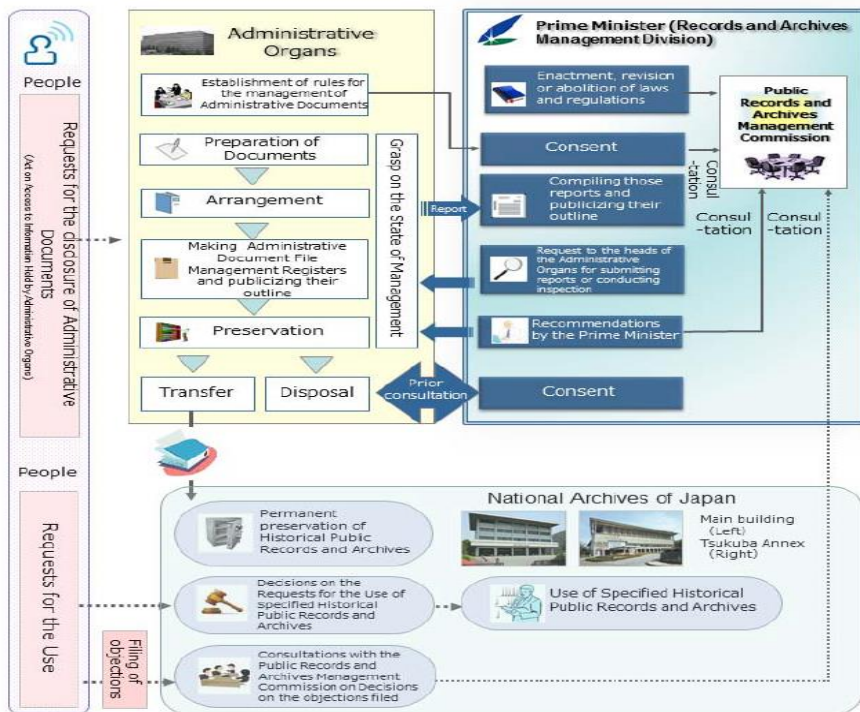 People
Requests for the disclosure of Administrative
Documents
(Act on Access to Information Held by Administrative Organs)
Administrative
Organs
Establishment of rules for
the management of
Administrative Documents
Preparation of
Documents
Arrangement
Making Administrative
Document File
Management Registers
and publicizing their
outline
Preservation
Transfer
Disposal
Grasp on the State of Management
Report
Prior
consultation
Prime Minister (Records and Archives
Management Division)
Enactment, revision
or abolition of laws
and regulations
Consent
Compiling those
reports and
publicizing their
outline
Request to the heads of
the Administrative
Organs for submitting
reports or conducting
inspection
Recommendations
by the Prime Minister
Consent
Public
Records and
Archives
Management
Commission
Consul
-tation
Consul
-tation
Consul
-tation
People
Requests for the Use
Filing of
objections
National Archives of Japan
Permanent
preservation of
Historical Public
Records and Archives
Main building
(Left)
Tsukuba Annex
(Right)
Decisions on the
Requests for the Use of
Specified Historical
Public Records and
Archives
Use of Specified Historical
Public Records and Archives
Consultations with the
Public Records and
Archives Management
Commission on Decisions
on the objections filed